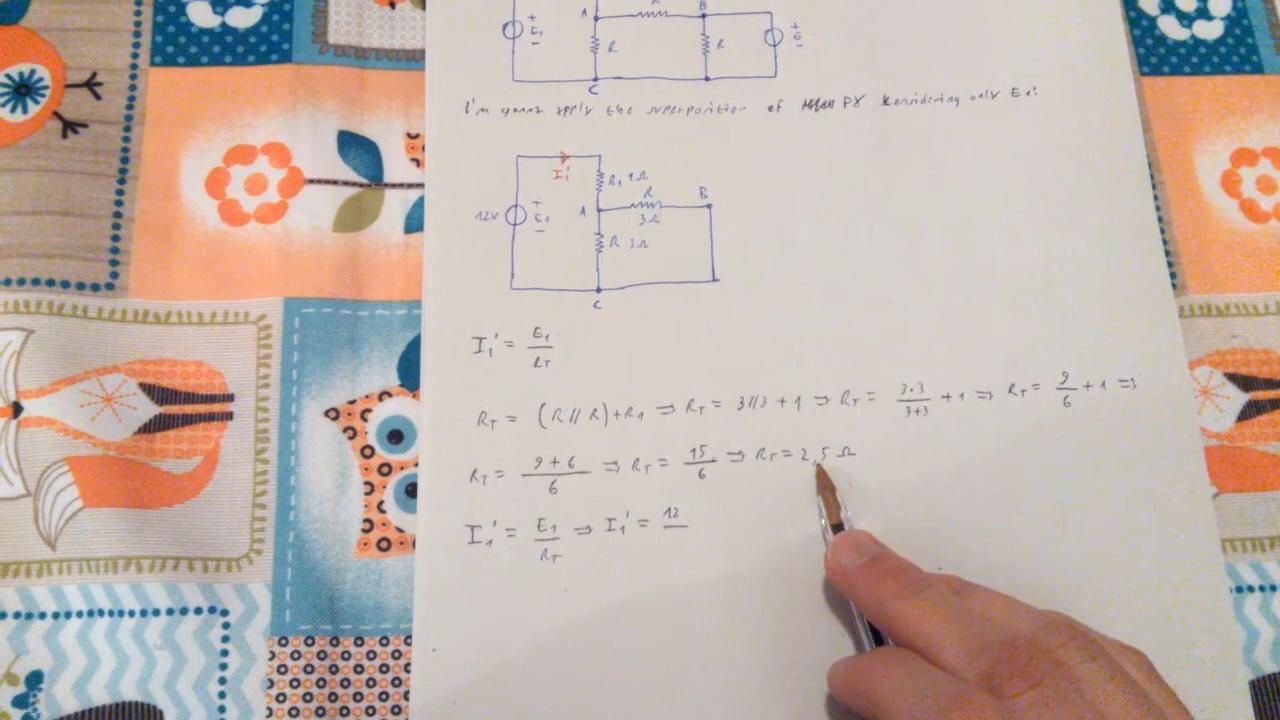 A R B
+ E1 - R R + E -
C
I'm gonna apply the superposition of PX Considering only E1:
I1'
R1 1Ω
R B
12V + E1 - A 3Ω
R 3Ω
C
I1' = E1/RT
RT = (R//R)+R1 ⇒ RT = 3//3 + 1 ⇒ RT = 3·3/3+3 + 1 ⇒ RT = 9/6 + 1 ⇒
RT = 9+6/6 ⇒ RT = 15/6 ⇒ RT = 2,5 Ω
I1' = E1/RT ⇒ I1' = 12